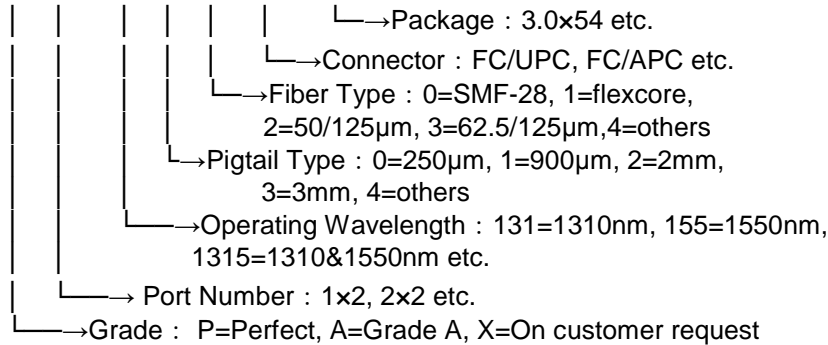 Package：3.0×54 etc.
Connector：FC/UPC, FC/APC etc.
Fiber Type：0=SMF-28, 1=flexcore,
2=50/125μm, 3=62.5/125μm,4=others
Pigtail Type：0=250μm, 1=900μm, 2=2mm,
3=3mm, 4=others
Operating Wavelength：131=1310nm, 155=1550nm,
1315=1310&1550nm etc.
Port Number：1×2, 2×2 etc.
Grade： P=Perfect, A=Grade A, X=On customer request